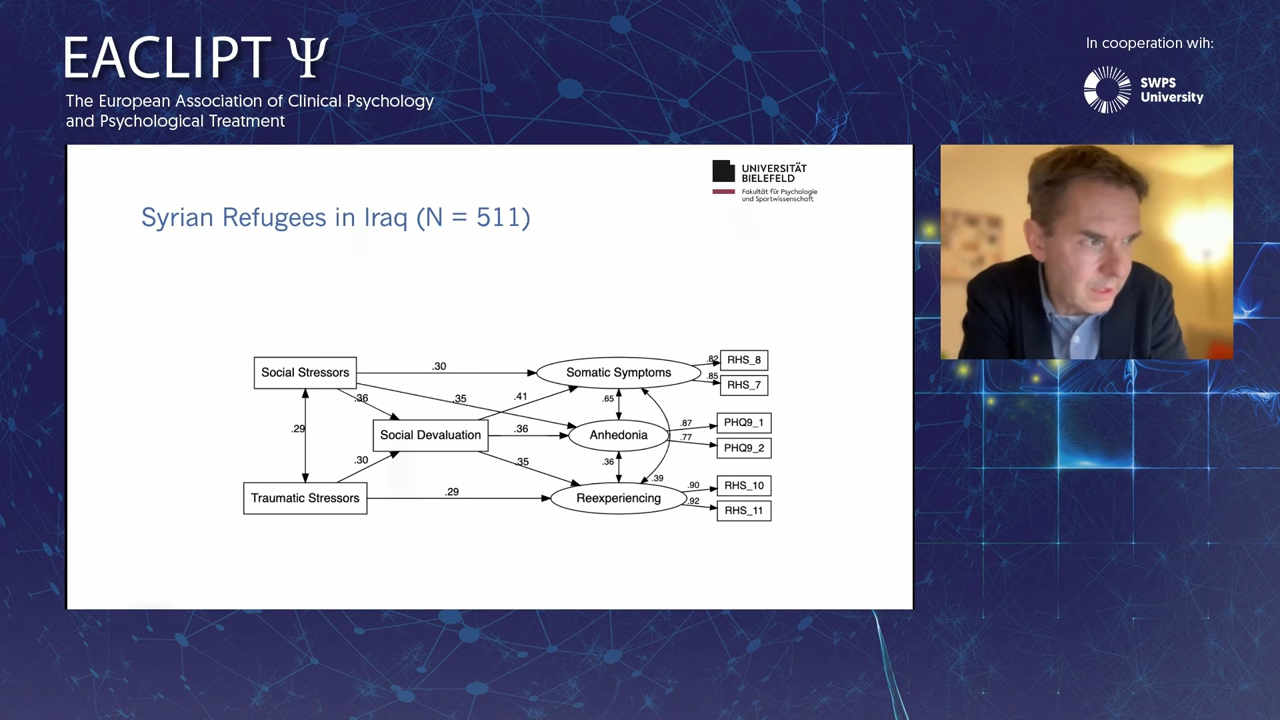 EACLIPT Ψ
The European Association of Clinical Psychology
and Psychological Treatment
In cooperation wih:
SWPS
University
UNIVERSITÄT
BIELEFELD
Fakultät für Psychologie
und Sportwissenschaft
Syrian Refugees in Iraq (N = 511)
Social Stressors
.30
Somatic Symptoms
.82
RHS_8
.85
RHS_7
.36
.35
.41
.65
.29
Social Devaluation
.36
Anhedonia
.87
PHQ9_1
.77
PHQ9_2
.30
.35
.36
.39
Traumatic Stressors
.29
Reexperiencing
.90
RHS_10
.92
RHS_11